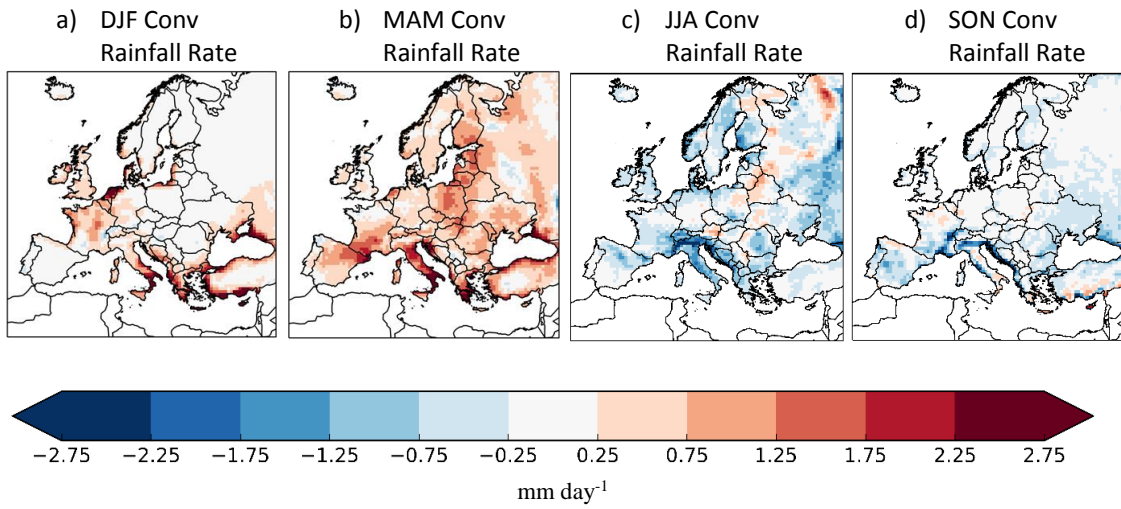 a) DJF Conv
Rainfall Rate
b) MAM Conv
Rainfall Rate
c) JJA Conv
Rainfall Rate
d) SON Conv
Rainfall Rate
−2.75 −2.25 −1.75 −1.25 −0.75 −0.25 0.25 0.75 1.25 1.75 2.25 2.75
mm day⁻¹